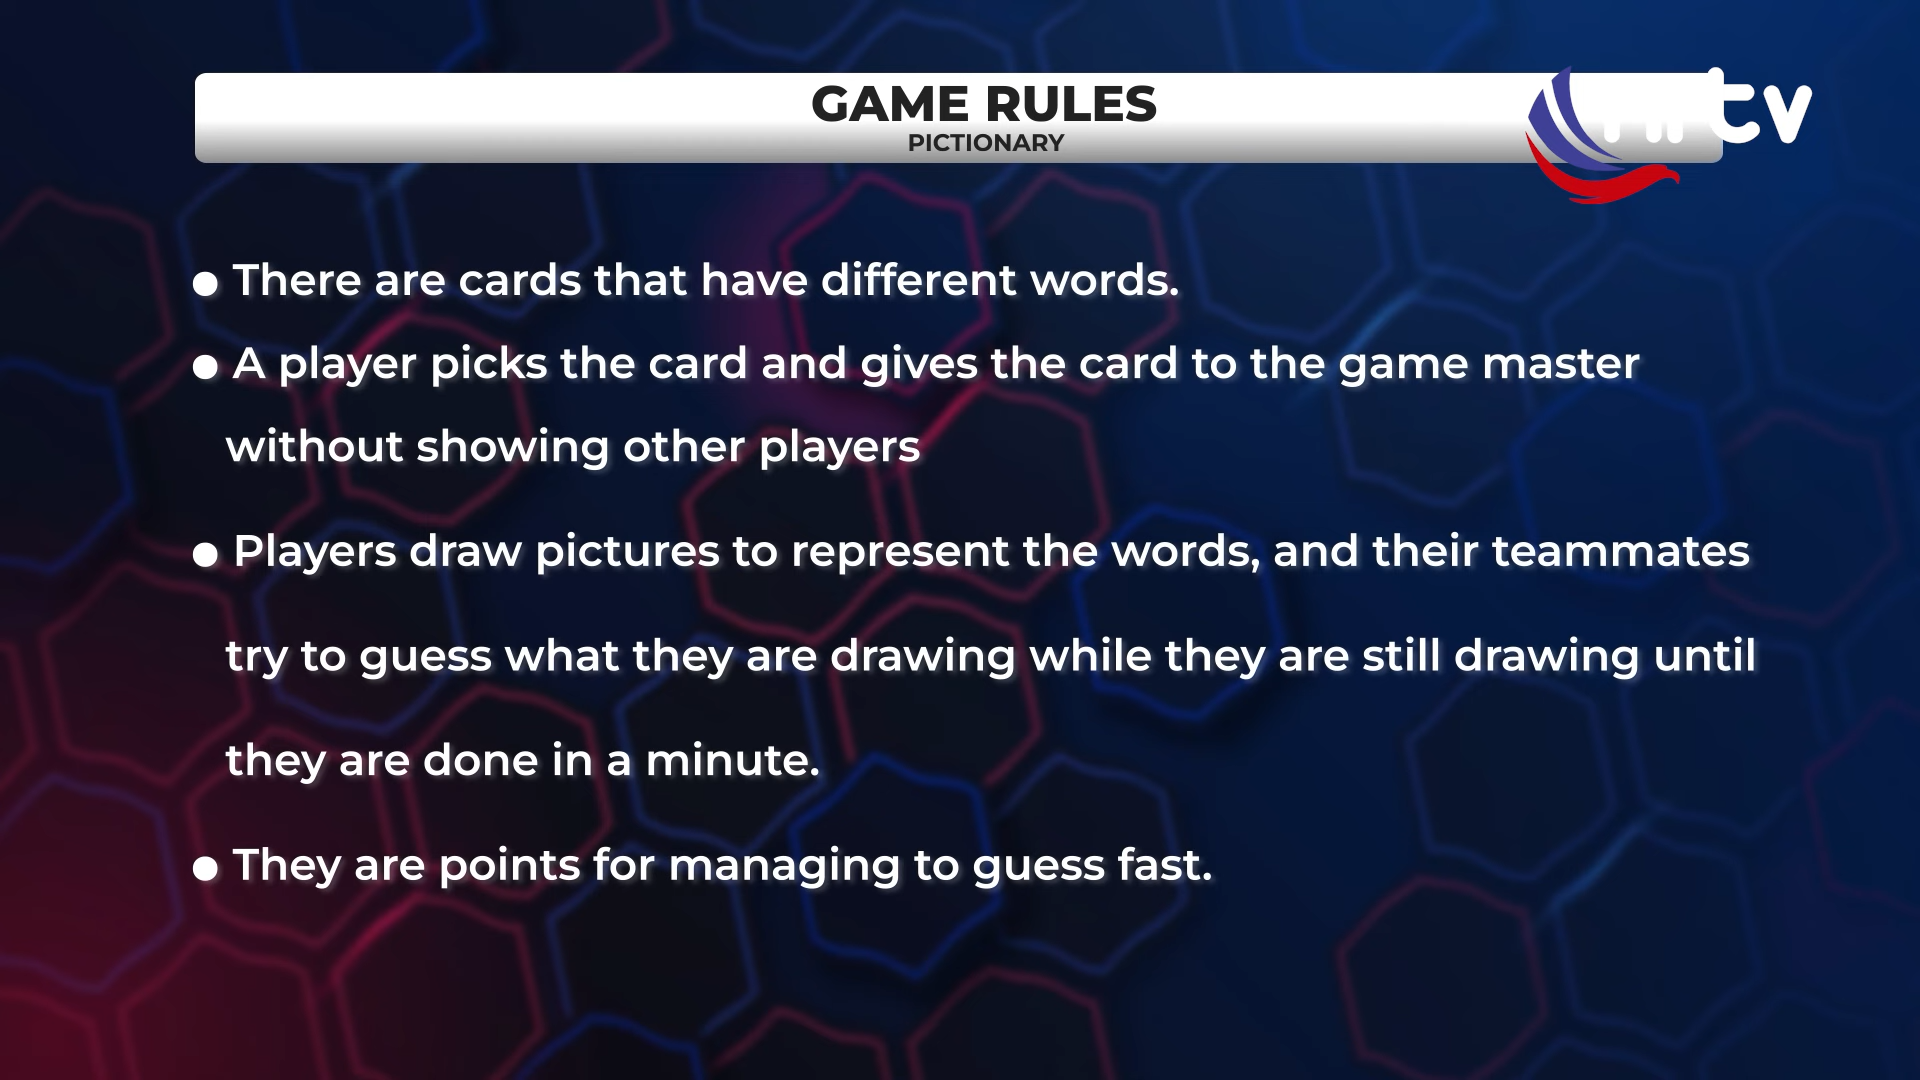 GAME RULES
PICTIONARY
tv
● There are cards that have different words.
● A player picks the card and gives the card to the game master
without showing other players
● Players draw pictures to represent the words, and their teammates
try to guess what they are drawing while they are still drawing until
they are done in a minute.
● They are points for managing to guess fast.